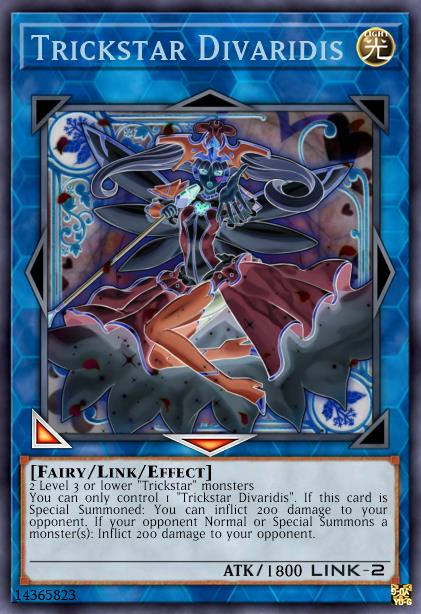 TRICKSTAR DIVARIDIS
LIGHT
光
[FAIRY/LINK/EFFECT]
2 Level 3 or lower "Trickstar" monsters
You can only control 1 "Trickstar Divaridis". If this card is
Special Summoned: You can inflict 200 damage to your
opponent. If your opponent Normal or Special Summons a
monster(s): Inflict 200 damage to your opponent.
ATK/1800 LINK-2
14365823